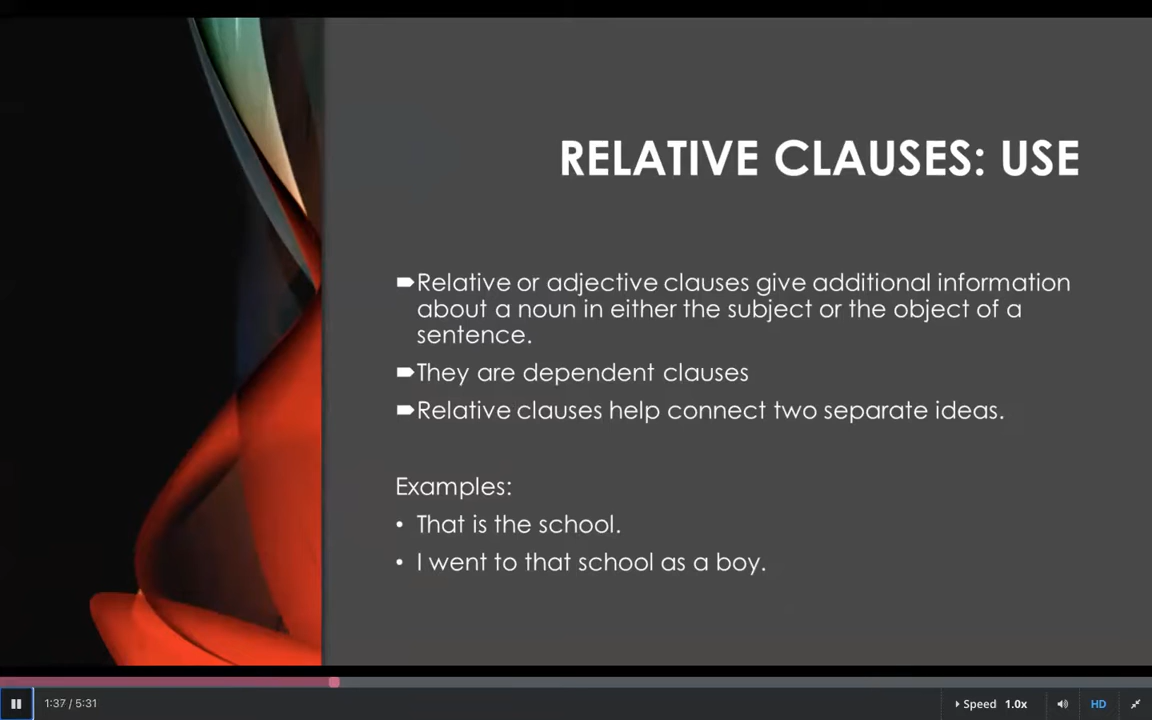 RELATIVE CLAUSES: USE
Relative or adjective clauses give additional information
about a noun in either the subject or the object of a
sentence.
They are dependent clauses
Relative clauses help connect two separate ideas.
Examples:
• That is the school.
• I went to that school as a boy.
1:37 / 5:31
Speed 1.0x
HD